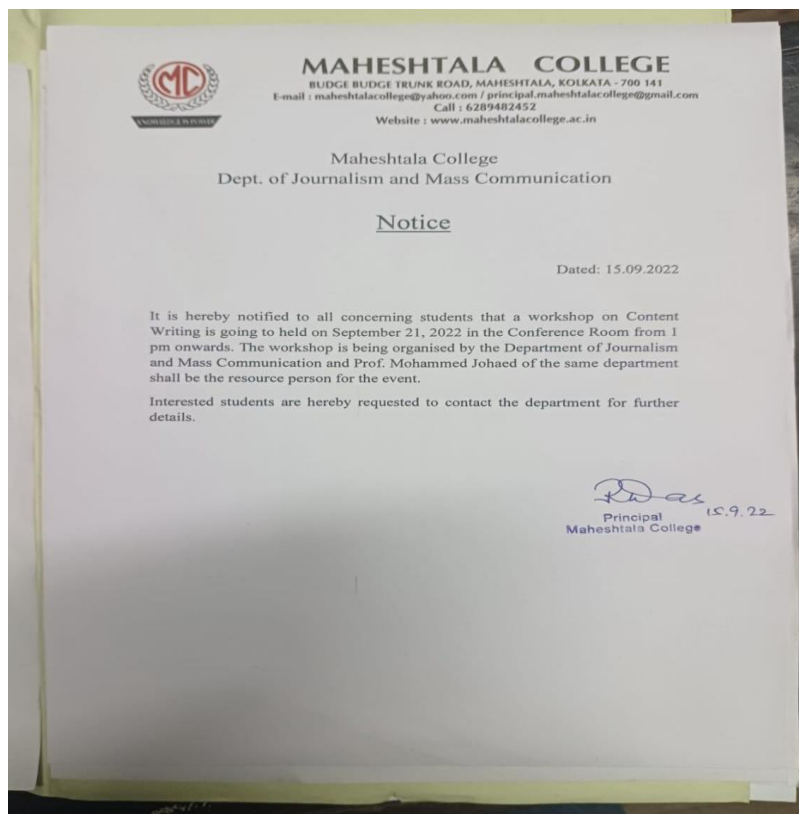 MC
KNOWLEDGE IS POWER
MAHESHTALA COLLEGE
BUDGE BUDGE TRUNK ROAD, MAHESHTALA, KOLKATA - 700 141
E-mail : maheshtalacollege@yahoo.com / principal.maheshtalacollege@gmail.com
Call : 6289482452
Website : www.maheshtalacollege.ac.in
Maheshtala College
Dept. of Journalism and Mass Communication
Notice
Dated: 15.09.2022
It is hereby notified to all concerning students that a workshop on Content
Writing is going to held on September 21, 2022 in the Conference Room from 1
pm onwards. The workshop is being organised by the Department of Journalism
and Mass Communication and Prof. Mohammed Johaed of the same department
shall be the resource person for the event.
Interested students are hereby requested to contact the department for further
details.
15.9.22
Principal
Maheshtala College